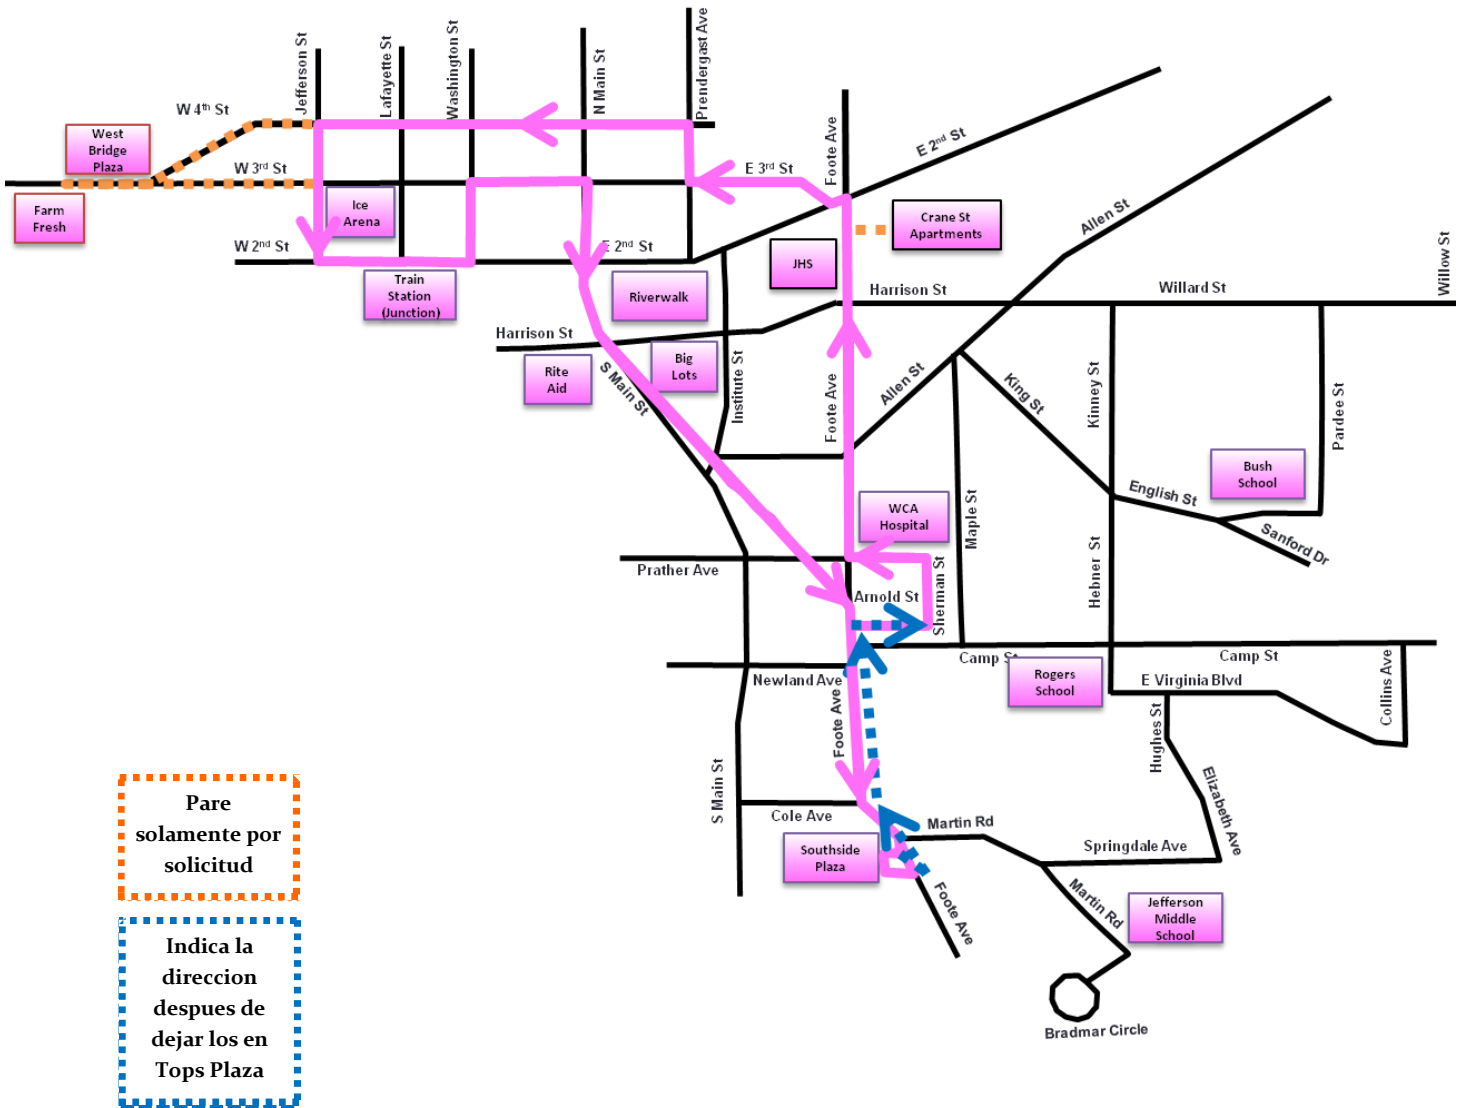 Jefferson St
Lafayette St
Washington St
N Main St
Prendergast Ave
W 4th St
West
Bridge
Plaza
W 3rd St
E 3rd St
Foote Ave
E 2nd St
Farm
Fresh
Ice
Arena
Crane St
Apartments
Allen St
W 2nd St
E 2nd St
JHS
Willow St
Train
Station
(Junction)
Riverwalk
Harrison St
Willard St
Harrison St
Rite
Aid
Big
Lots
S Main St
Institute St
Foote Ave
Allen St
King St
Kinney St
Pardee St
Bush
School
English St
Sanford Dr
WCA
Hospital
Maple St
Prather Ave
Arnold St
Sherman St
Hebner St
Camp St
Camp St
Newland Ave
Rogers
School
E Virginia Blvd
Collins Ave
Foote Ave
Hughes St
Elizabeth Ave
S Main St
Cole Ave
Martin Rd
Springdale Ave
Southside
Plaza
Foote Ave
Martin Rd
Jefferson
Middle
School
Bradmar Circle
Pare
solamente por
solicitud
Indica la
direccion
despues de
dejar los en
Tops Plaza